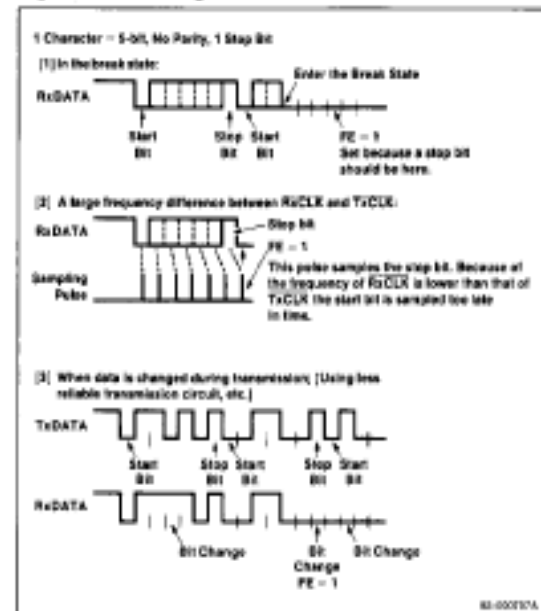 1 Character = 5-bit, No Parity, 1 Stop Bit
[1] In the break state:
Enter the Break State
RxDATA
Start Bit
Stop Bit
Start Bit
FE = 1
Set because a stop bit
should be here.
[2] A large frequency difference between RxCLK and TxCLK:
RxDATA
Stop bit
FE = 1
Sampling
Pulse
This pulse samples the stop bit. Because of
the frequency of RxCLK is lower than that of
TxCLK the start bit is sampled too late
in time.
[3] When data is changed during transmission; (Using less
reliable transmission circuit, etc.)
TxDATA
Start Bit
Stop Bit
Start Bit
Stop Bit
Start Bit
RxDATA
Bit Change
Bit Change
FE = 1
Bit Change